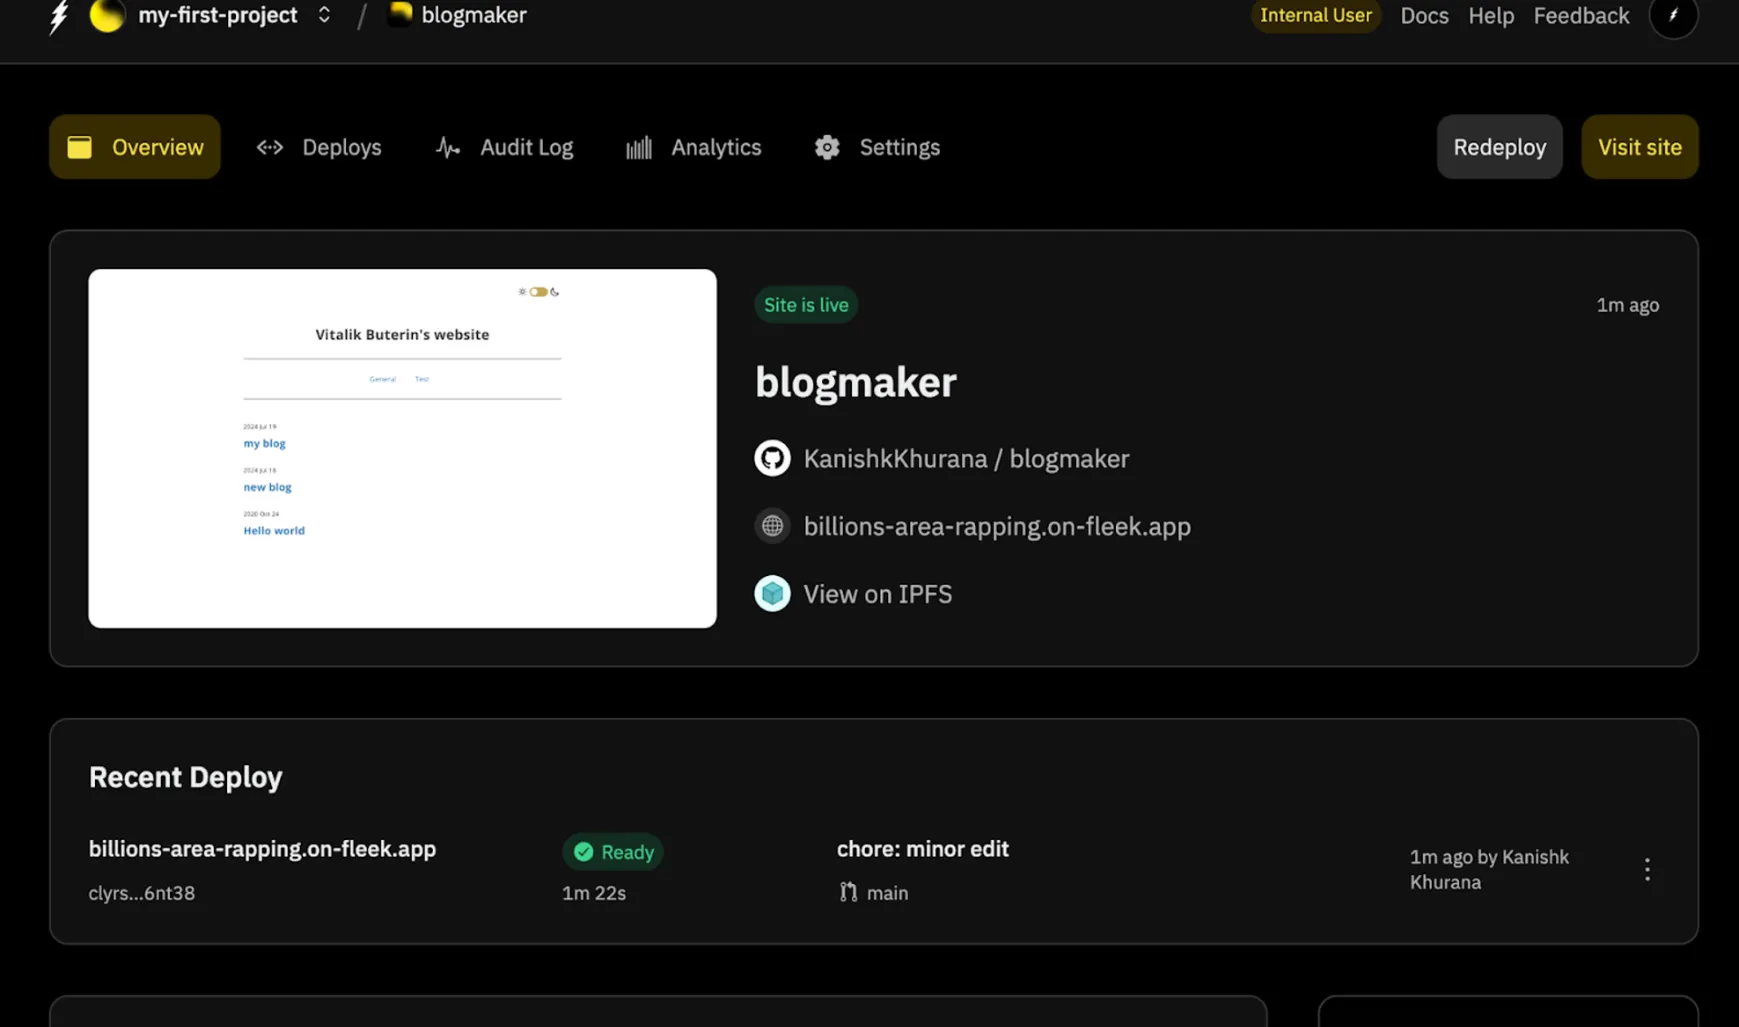 my-first-project / blogmaker
Internal User Docs Help Feedback
Overview Deploys Audit Log Analytics Settings
Redeploy Visit site
Vitalik Buterin's website
General Test
2024 Jul 19
my blog
2024 Jul 16
new blog
2020 Oct 24
Hello world
Site is live
1m ago
blogmaker
KanishkKhurana / blogmaker
billions-area-rapping.on-fleek.app
View on IPFS
Recent Deploy
billions-area-rapping.on-fleek.app
clyrs...6nt38
Ready
1m 22s
chore: minor edit
main
1m ago by Kanishk
Khurana